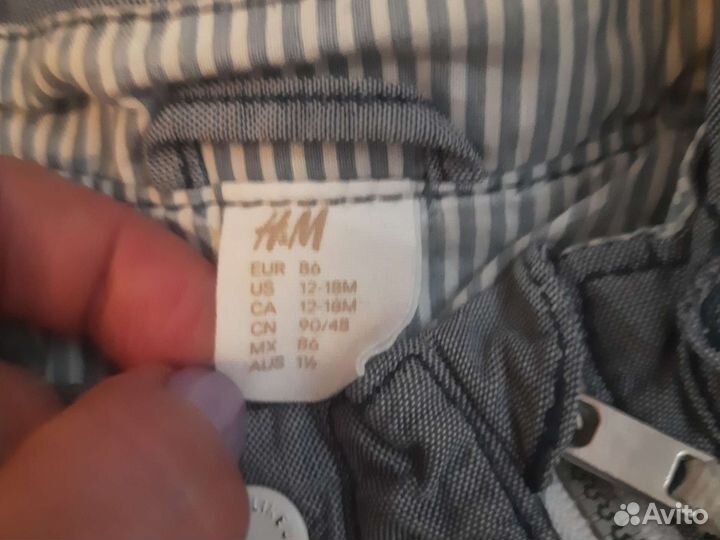 H&M
EUR 86
US 12-18M
CA 12-18M
CN 90/48
MX 86
AUS 1½
Avito